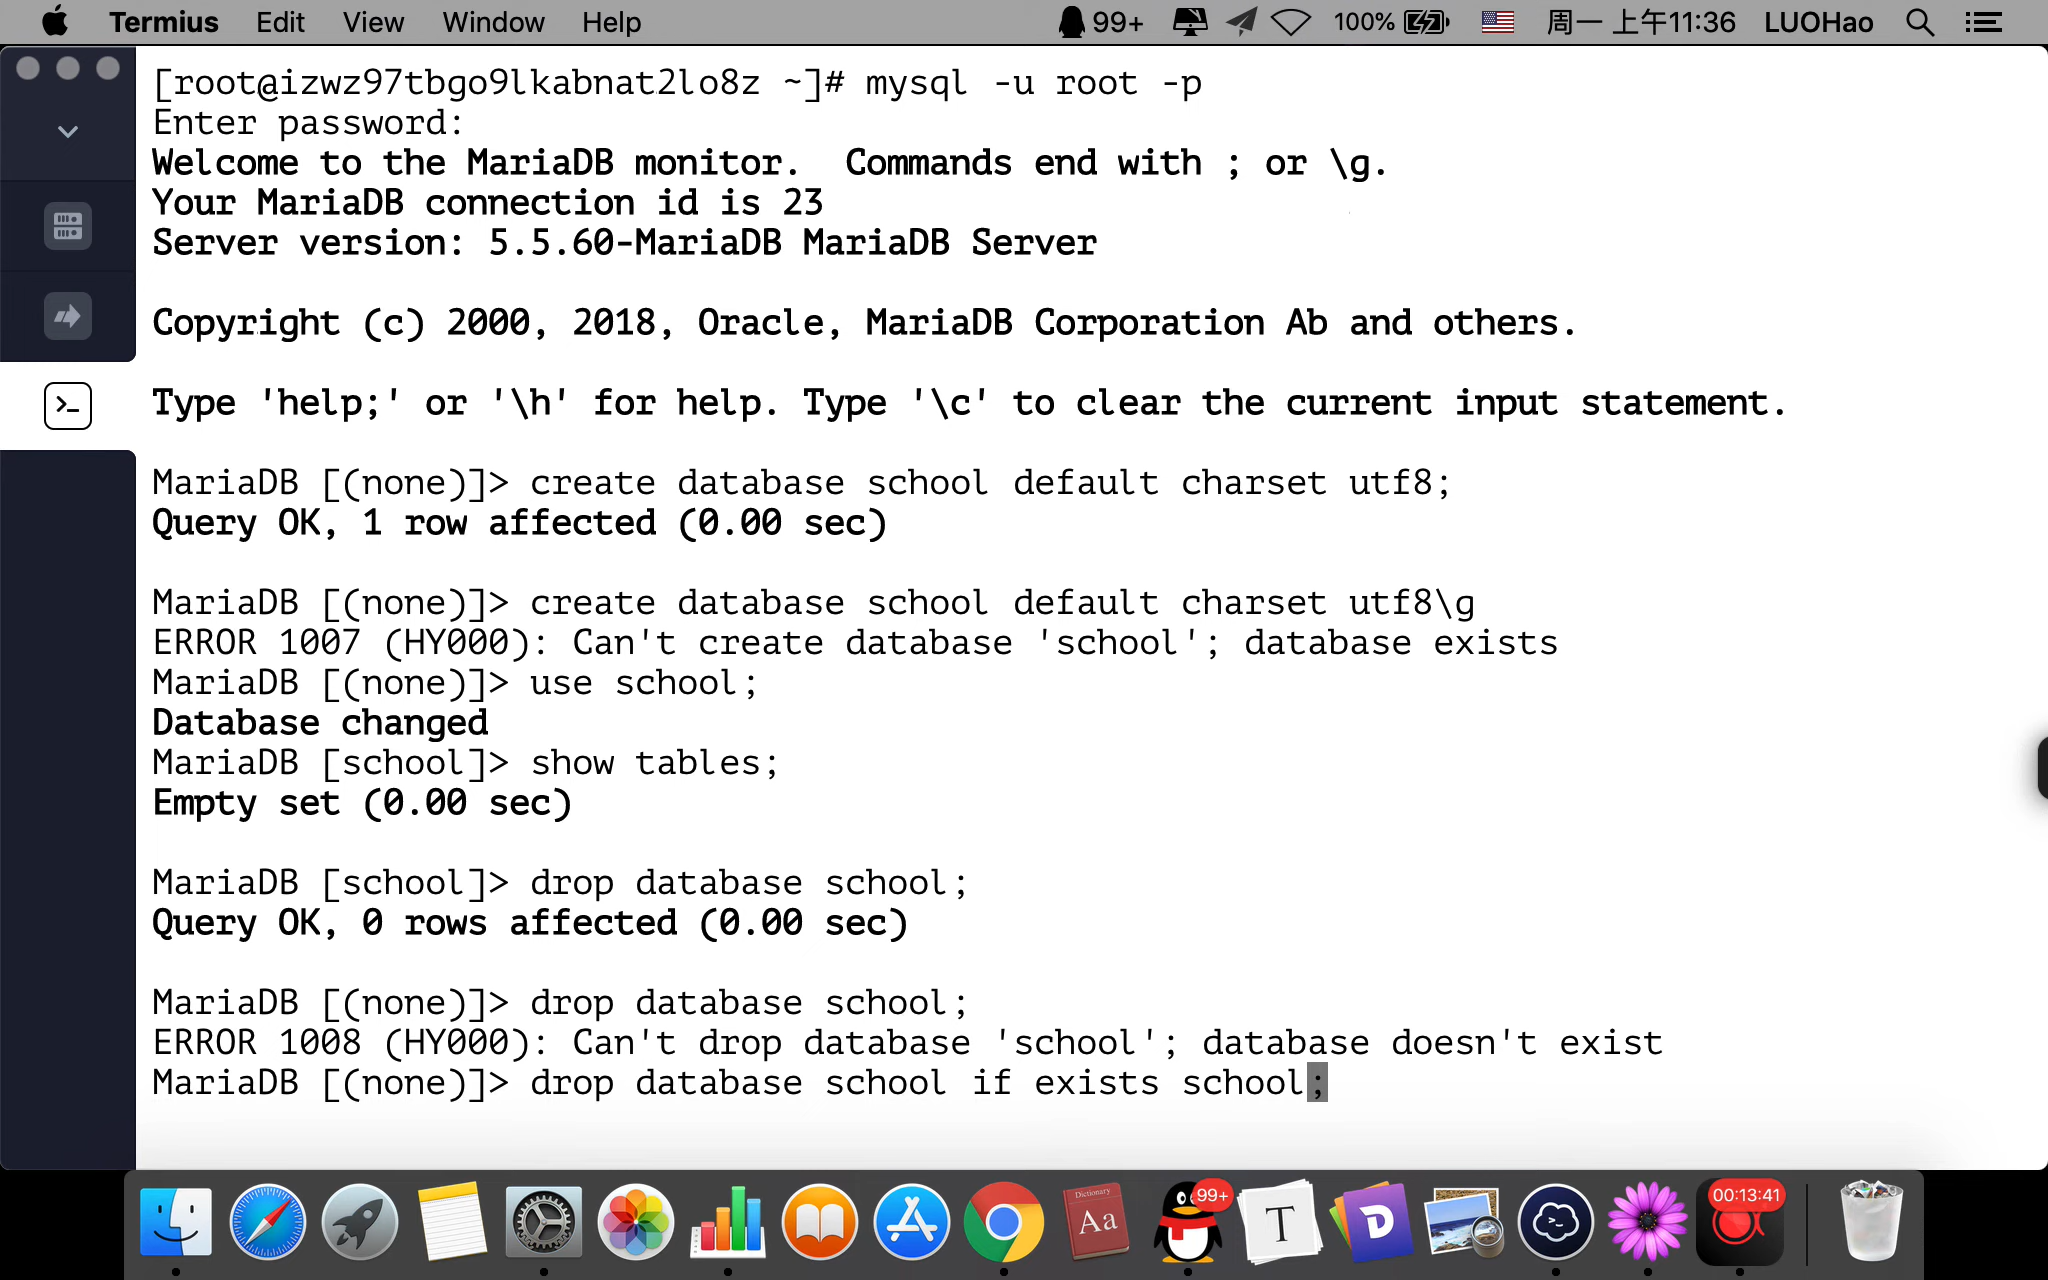 Termius Edit View Window Help 99+ 100% 周一 上午11:36 LUOHao
[root@izwz97tbgo9lkabnat2lo8z ~]# mysql -u root -p
Enter password:
Welcome to the MariaDB monitor.  Commands end with ; or \g.
Your MariaDB connection id is 23
Server version: 5.5.60-MariaDB MariaDB Server
Copyright (c) 2000, 2018, Oracle, MariaDB Corporation Ab and others.
Type 'help;' or '\h' for help. Type '\c' to clear the current input statement.
MariaDB [(none)]> create database school default charset utf8;
Query OK, 1 row affected (0.00 sec)
MariaDB [(none)]> create database school default charset utf8\g
ERROR 1007 (HY000): Can't create database 'school'; database exists
MariaDB [(none)]> use school;
Database changed
MariaDB [school]> show tables;
Empty set (0.00 sec)
MariaDB [school]> drop database school;
Query OK, 0 rows affected (0.00 sec)
MariaDB [(none)]> drop database school;
ERROR 1008 (HY000): Can't drop database 'school'; database doesn't exist
MariaDB [(none)]> drop database school if exists school;
Dictionary
Aa
99+
T
D
00:13:41